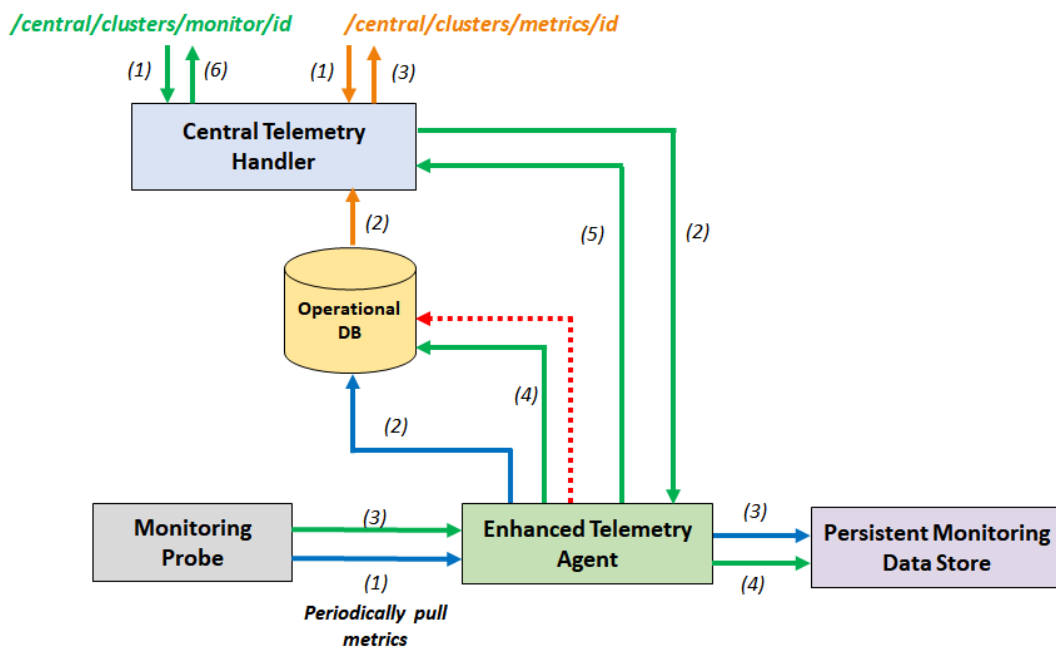 /central/clusters/monitor/id
/central/clusters/metrics/id
(1)
(6)
(1)
(3)
Central Telemetry
Handler
(2)
(5)
(2)
Operational
DB
(4)
(2)
Monitoring
Probe
(3)
(1)
Periodically pull
metrics
Enhanced Telemetry
Agent
(3)
(4)
Persistent Monitoring
Data Store